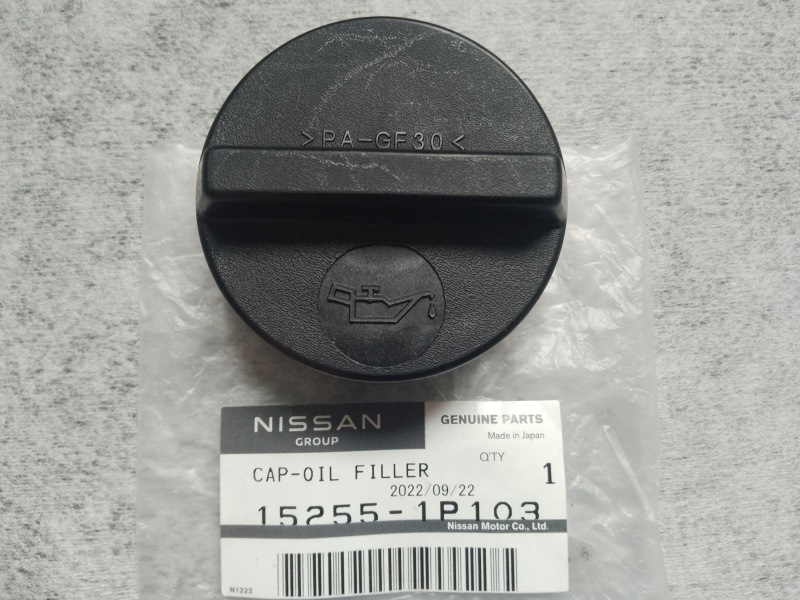 >PA-GF30<
NISSAN
GROUP
GENUINE PARTS
Made in Japan
CAP-OIL FILLER
Q'TY
1
2022/09/22
15255-1P103
Nissan Motor Co., Ltd.
N1222